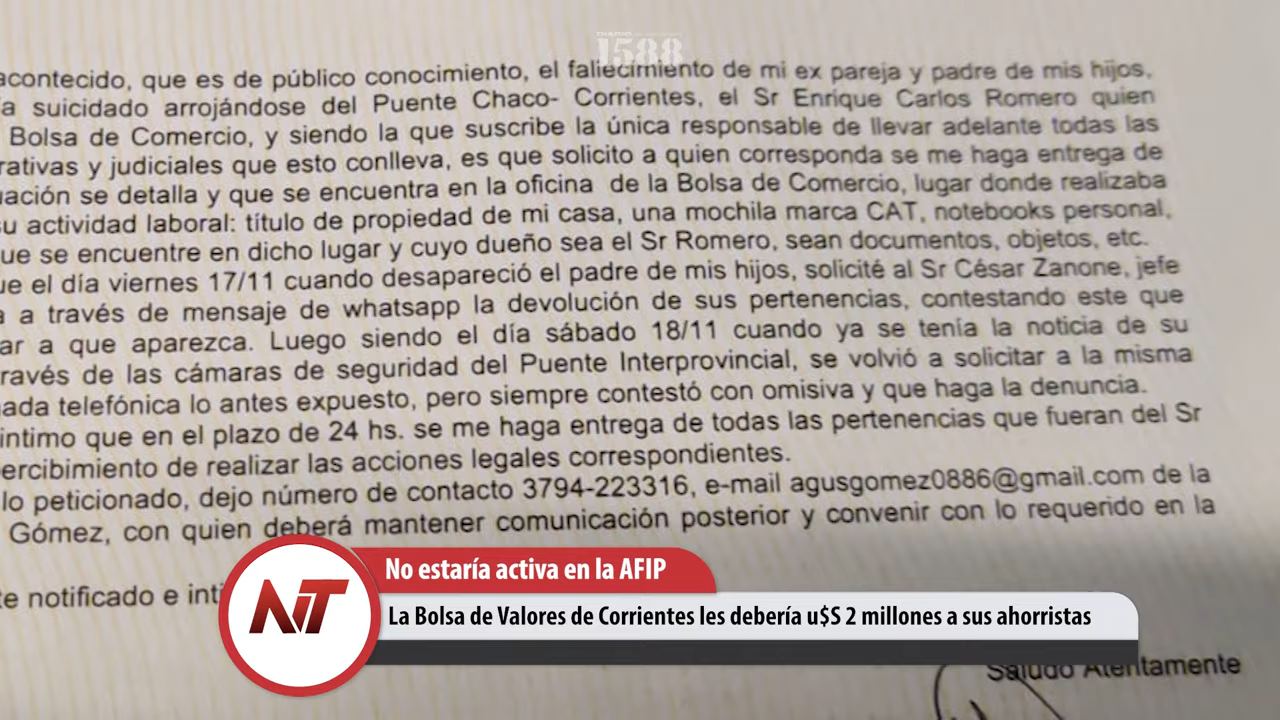 DIARIO
1588
acontecido, que es de público conocimiento, el fallecimiento de mi ex pareja y padre de mis hijos,
a suicidado arrojándose del Puente Chaco- Corrientes, el Sr Enrique Carlos Romero quien
Bolsa de Comercio, y siendo la que suscribe la única responsable de llevar adelante todas las
rativas y judiciales que esto conlleva, es que solicito a quien corresponda se me haga entrega de
uación se detalla y que se encuentra en la oficina de la Bolsa de Comercio, lugar donde realizaba
su actividad laboral: título de propiedad de mi casa, una mochila marca CAT, notebooks personal,
ue se encuentre en dicho lugar y cuyo dueño sea el Sr Romero, sean documentos, objetos, etc.
ue el día viernes 17/11 cuando desapareció el padre de mis hijos, solicité al Sr César Zanone, jefe
a a través de mensaje de whatsapp la devolución de sus pertenencias, contestando este que
ar a que aparezca. Luego siendo el día sábado 18/11 cuando ya se tenía la noticia de su
ravés de las cámaras de seguridad del Puente Interprovincial, se volvió a solicitar a la misma
ada telefónica lo antes expuesto, pero siempre contestó con omisiva y que haga la denuncia.
intimo que en el plazo de 24 hs. se me haga entrega de todas las pertenencias que fueran del Sr
ercibimiento de realizar las acciones legales correspondientes.
lo peticionado, dejo número de contacto 3794-223316, e-mail agusgomez0886@gmail.com de la
Gómez, con quien deberá mantener comunicación posterior y convenir con lo requerido en la
te notificado e inti
Saludo Atentamente
NT
No estaría activa en la AFIP
La Bolsa de Valores de Corrientes les debería u$S 2 millones a sus ahorristas